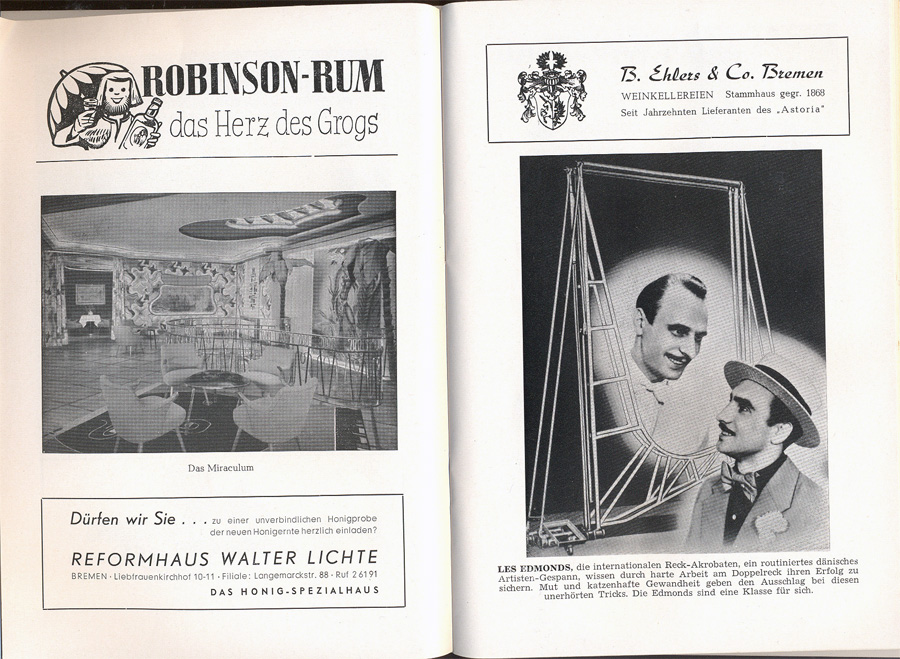 ROBINSON-RUM
das Herz des Grogs
Das Miraculum
Dürfen wir Sie . . . zu einer unverbindlichen Honigprobe
der neuen Honigernte herzlich einladen?
REFORMHAUS WALTER LICHTE
BREMEN · Liebfrauenkirchhof 10-11 · Filiale: Langemarckstr. 88 · Ruf 2 61 91
DAS HONIG-SPEZIALHAUS
B. Ehlers & Co. Bremen
WEINKELLEREIEN Stammhaus gegr. 1868
Seit Jahrzehnten Lieferanten des „Astoria"
LES EDMONDS, die internationalen Reck-Akrobaten, ein routiniertes dänisches
Artisten-Gespann, wissen durch harte Arbeit am Doppelreck ihren Erfolg zu
sichern. Mut und katzenhafte Gewandheit geben den Ausschlag bei diesen
unerhörten Tricks. Die Edmonds sind eine Klasse für sich.